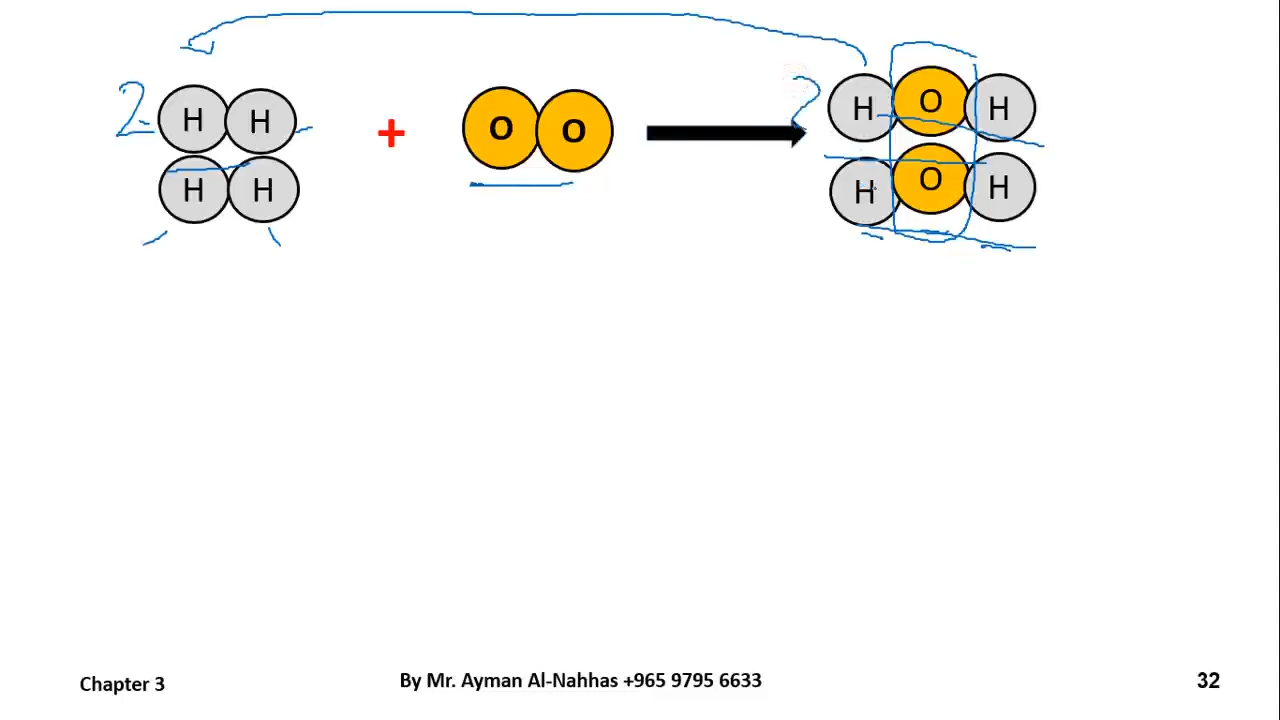 2 H H + O O 2 H O H
H H H O H
Chapter 3 By Mr. Ayman Al-Nahhas +965 9795 6633 32